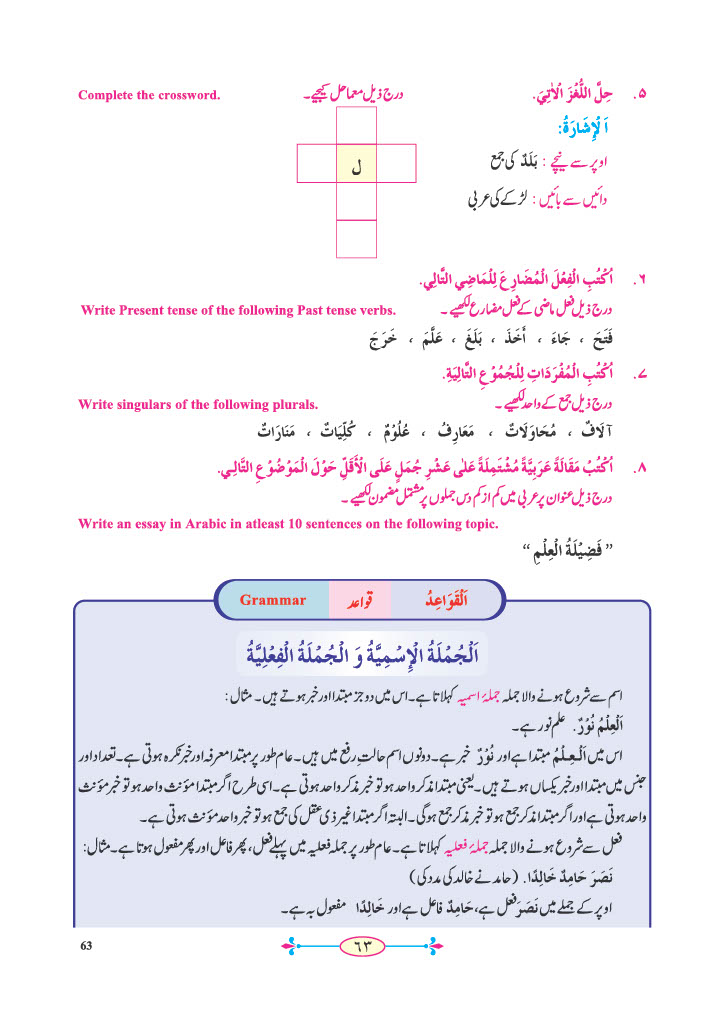 ۵. حِلَّ اللُّغْزَ الْاٰتِيَ. درج ذیل معما حل کیجیے۔ Complete the crossword.
اَلْإِشَارَةُ:
اوپر سے نیچے : بَلَدٌ کی جمع
ل
دائیں سے بائیں : لڑکے کی عربی
۶. اُكْتُبِ الْفِعْلَ الْمُضَارِعَ لِلْمَاضِي التَّالِي.
درج ذیل فعل ماضی کے فعل مضارع لکھیے۔ Write Present tense of the following Past tense verbs.
فَتَحَ ، جَاءَ ، أَخَذَ ، بَلَغَ ، عَلَّمَ ، خَرَجَ
۷. اُكْتُبِ الْمُفْرَدَاتِ لِلْجُمُوْعِ التَّالِيَةِ.
درج ذیل جمع کے واحد لکھیے۔ Write singulars of the following plurals.
آلَافٌ ، مُحَاوَلَاتٌ ، مَعَارِفُ ، عُلُوْمٌ ، كُلِّيَاتٌ ، مَنَارَاتٌ
۸. اُكْتُبْ مَقَالَةً عَرَبِيَّةً مُشْتَمِلَةً عَلٰى عَشْرِ جُمَلٍ عَلَى الْأَقَلِّ حَوْلَ الْمَوْضُوْعِ التَّالِي.
درج ذیل عنوان پر عربی میں کم از کم دس جملوں پر مشتمل مضمون لکھیے۔
Write an essay in Arabic in atleast 10 sentences on the following topic.
” فَضِيْلَةُ الْعِلْمِ “
اَلْقَوَاعِدُ قواعد Grammar
اَلْجُمْلَةُ الْإِسْمِيَّةُ وَ الْجُمْلَةُ الْفِعْلِيَّةُ
اسم سے شروع ہونے والا جملہ جملۂ اسمیہ کہلاتا ہے۔ اس میں دو جز مبتدا اور خبر ہوتے ہیں۔ مثال :
اَلْعِلْمُ نُوْرٌ. علم نور ہے۔
اس میں اَلْعِلْمُ مبتدا ہے اور نُوْرٌ خبر ہے۔ دونوں اسم حالتِ رفع میں ہیں۔ عام طور پر مبتدا معرفہ اور خبر نکرہ ہوتی ہے۔ تعداد اور
جنس میں مبتدا اور خبر یکساں ہوتے ہیں۔ یعنی مبتدا مذکر واحد ہو تو خبر مذکر واحد ہوتی ہے۔ اسی طرح اگر مبتدا مؤنث واحد ہو تو خبر مؤنث
واحد ہوتی ہے اور اگر مبتدا مذکر جمع ہو تو خبر مذکر جمع ہوگی۔ البتہ اگر مبتدا غیر ذی عقل کی جمع ہو تو خبر واحد مؤنث ہوتی ہے۔
فعل سے شروع ہونے والا جملہ جملۂ فعلیہ کہلاتا ہے۔ عام طور پر جملہ فعلیہ میں پہلے فعل، پھر فاعل اور پھر مفعول ہوتا ہے۔ مثال :
نَصَرَ حَامِدٌ خَالِدًا. (حامد نے خالد کی مدد کی)
اوپر کے جملے میں نَصَرَ فعل ہے، حَامِدٌ فاعل ہے اور خَالِدًا مفعول بہ ہے۔
63 ٦٣